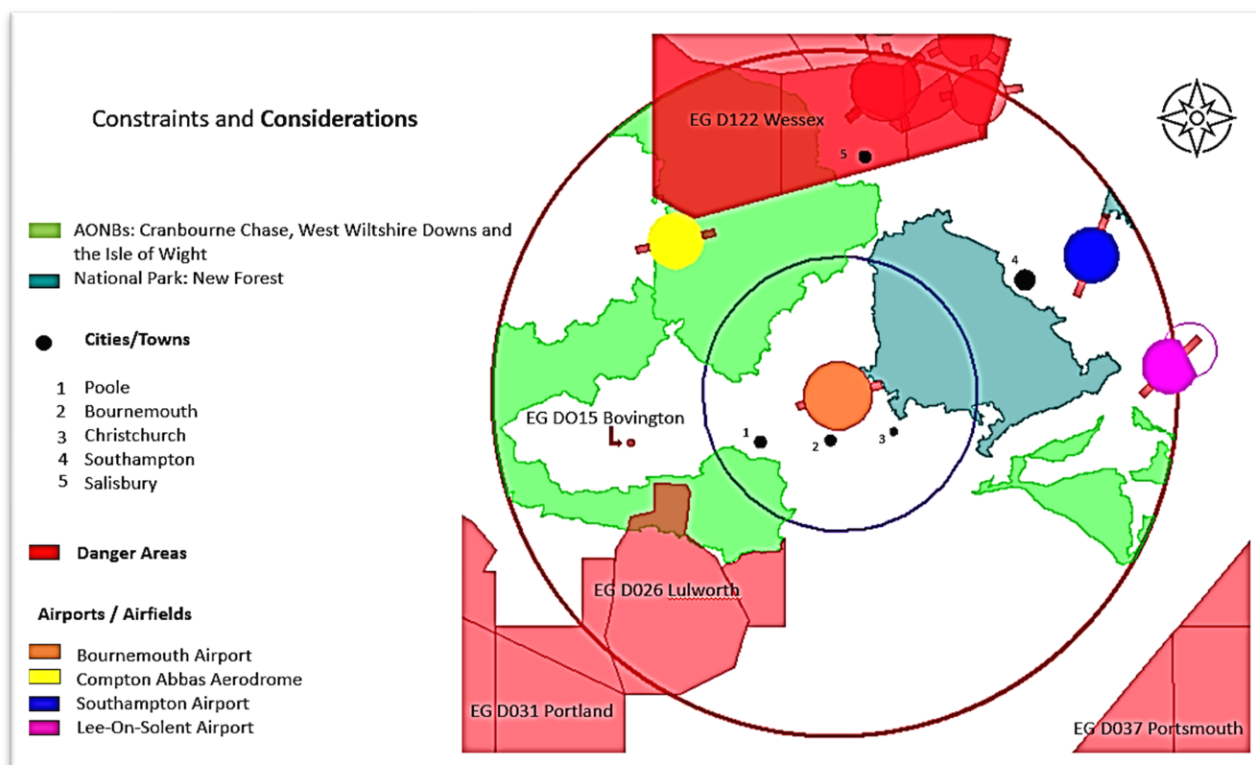 Constraints and Considerations
AONBs: Cranbourne Chase, West Wiltshire Downs and
the Isle of Wight
National Park: New Forest
Cities/Towns
1 Poole
2 Bournemouth
3 Christchurch
4 Southampton
5 Salisbury
Danger Areas
Airports / Airfields
Bournemouth Airport
Compton Abbas Aerodrome
Southampton Airport
Lee-On-Solent Airport
EG D122 Wessex
5
4
EG DO15 Bovington
1
2
3
EG D026 Lulworth
EG D031 Portland
EG D037 Portsmouth